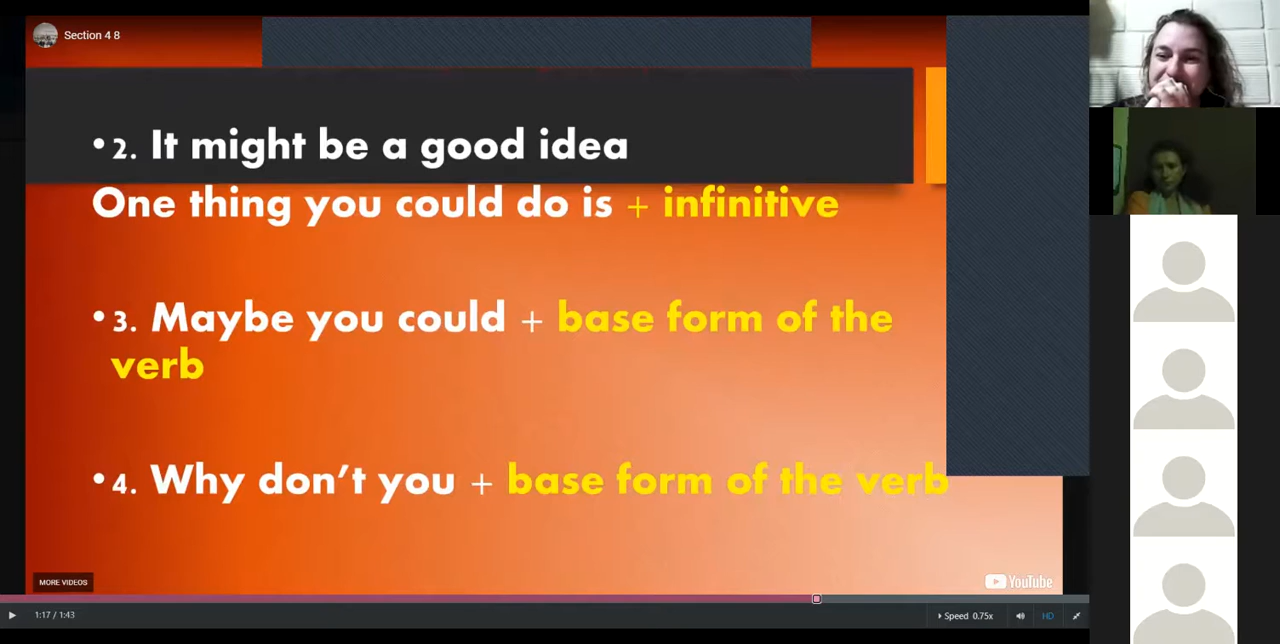 Section 4 8
• 2. It might be a good idea
One thing you could do is + infinitive
• 3. Maybe you could + base form of the
verb
• 4. Why don't you + base form of the verb
MORE VIDEOS
YouTube
1:17 / 1:43
Speed 0.75x
HD